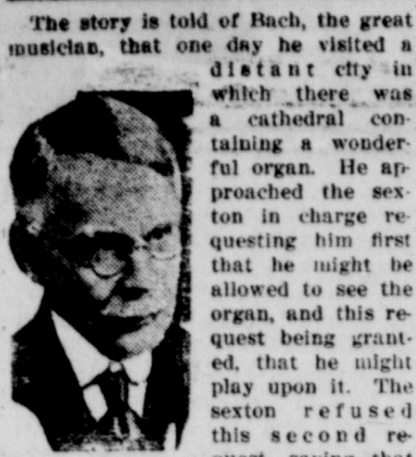 The story is told of Bach, the great
musician, that one day he visited a
distant city in
which there was
a cathedral con-
taining a wonder-
ful organ. He ap-
proached the sex-
ton in charge re-
questing him first
that he might be
allowed to see the
organ, and this re-
quest being grant-
ed, that he might
play upon it. The
sexton refused
this second re-
quest, saying that